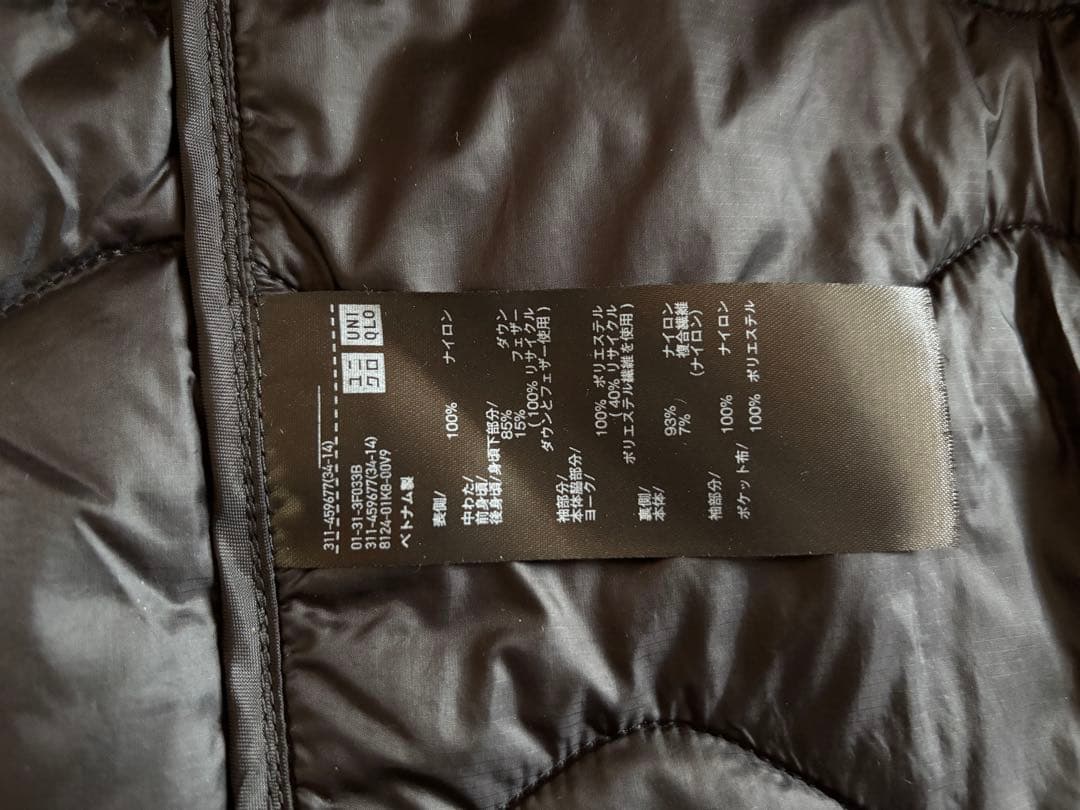 311-459677(34-14)
ユニ
クロ
UNI
QLO
01-31-3F033B
311-459677(34-14)
8124-01K8-00V9
ベトナム製
表側/
100% ナイロン
中わた/
前身頃/
後身頃/身頃下部分/
85% ダウン
15% フェザー
( 100% リサイクル
ダウンとフェザー使用 )
袖部分/
本体脇部分/
ヨーク/
100% ポリエステル
( 40% リサイクル
ポリエステル繊維を使用 )
裏側/
本体/
93% ナイロン
7% 複合繊維
(ナイロン)
袖部分/
100% ナイロン
ポケット布/
100% ポリエステル